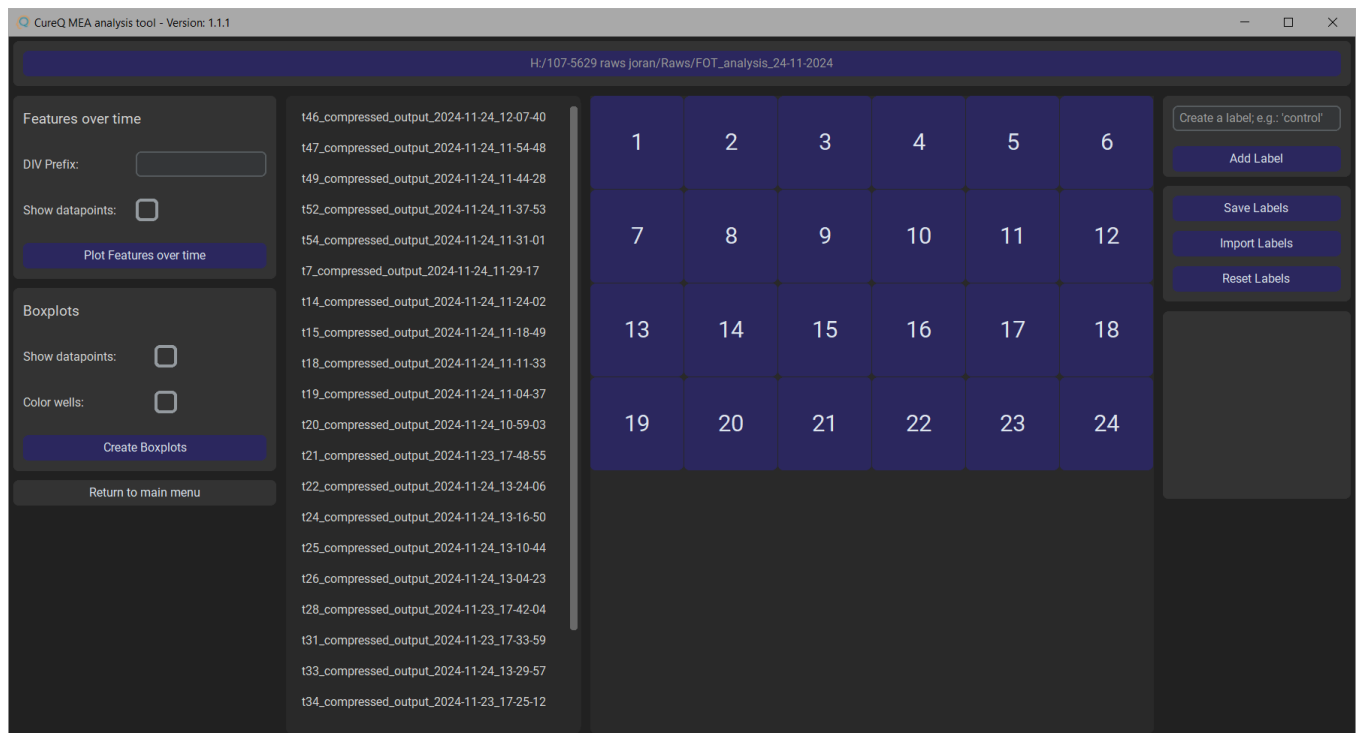 CureQ MEA analysis tool - Version: 1.1.1
H:/107-5629 raws joran/Raws/FOT_analysis_24-11-2024
Features over time
DIV Prefix:
Show datapoints:
Plot Features over time
Boxplots
Show datapoints:
Color wells:
Create Boxplots
Return to main menu
t46_compressed_output_2024-11-24_12-07-40
t47_compressed_output_2024-11-24_11-54-48
t49_compressed_output_2024-11-24_11-44-28
t52_compressed_output_2024-11-24_11-37-53
t54_compressed_output_2024-11-24_11-31-01
t7_compressed_output_2024-11-24_11-29-17
t14_compressed_output_2024-11-24_11-24-02
t15_compressed_output_2024-11-24_11-18-49
t18_compressed_output_2024-11-24_11-11-33
t19_compressed_output_2024-11-24_11-04-37
t20_compressed_output_2024-11-24_10-59-03
t21_compressed_output_2024-11-23_17-48-55
t22_compressed_output_2024-11-24_13-24-06
t24_compressed_output_2024-11-24_13-16-50
t25_compressed_output_2024-11-24_13-10-44
t26_compressed_output_2024-11-24_13-04-23
t28_compressed_output_2024-11-23_17-42-04
t31_compressed_output_2024-11-23_17-33-59
t33_compressed_output_2024-11-24_13-29-57
t34_compressed_output_2024-11-23_17-25-12
1 2 3 4 5 6
7 8 9 10 11 12
13 14 15 16 17 18
19 20 21 22 23 24
Create a label; e.g.: 'control'
Add Label
Save Labels
Import Labels
Reset Labels